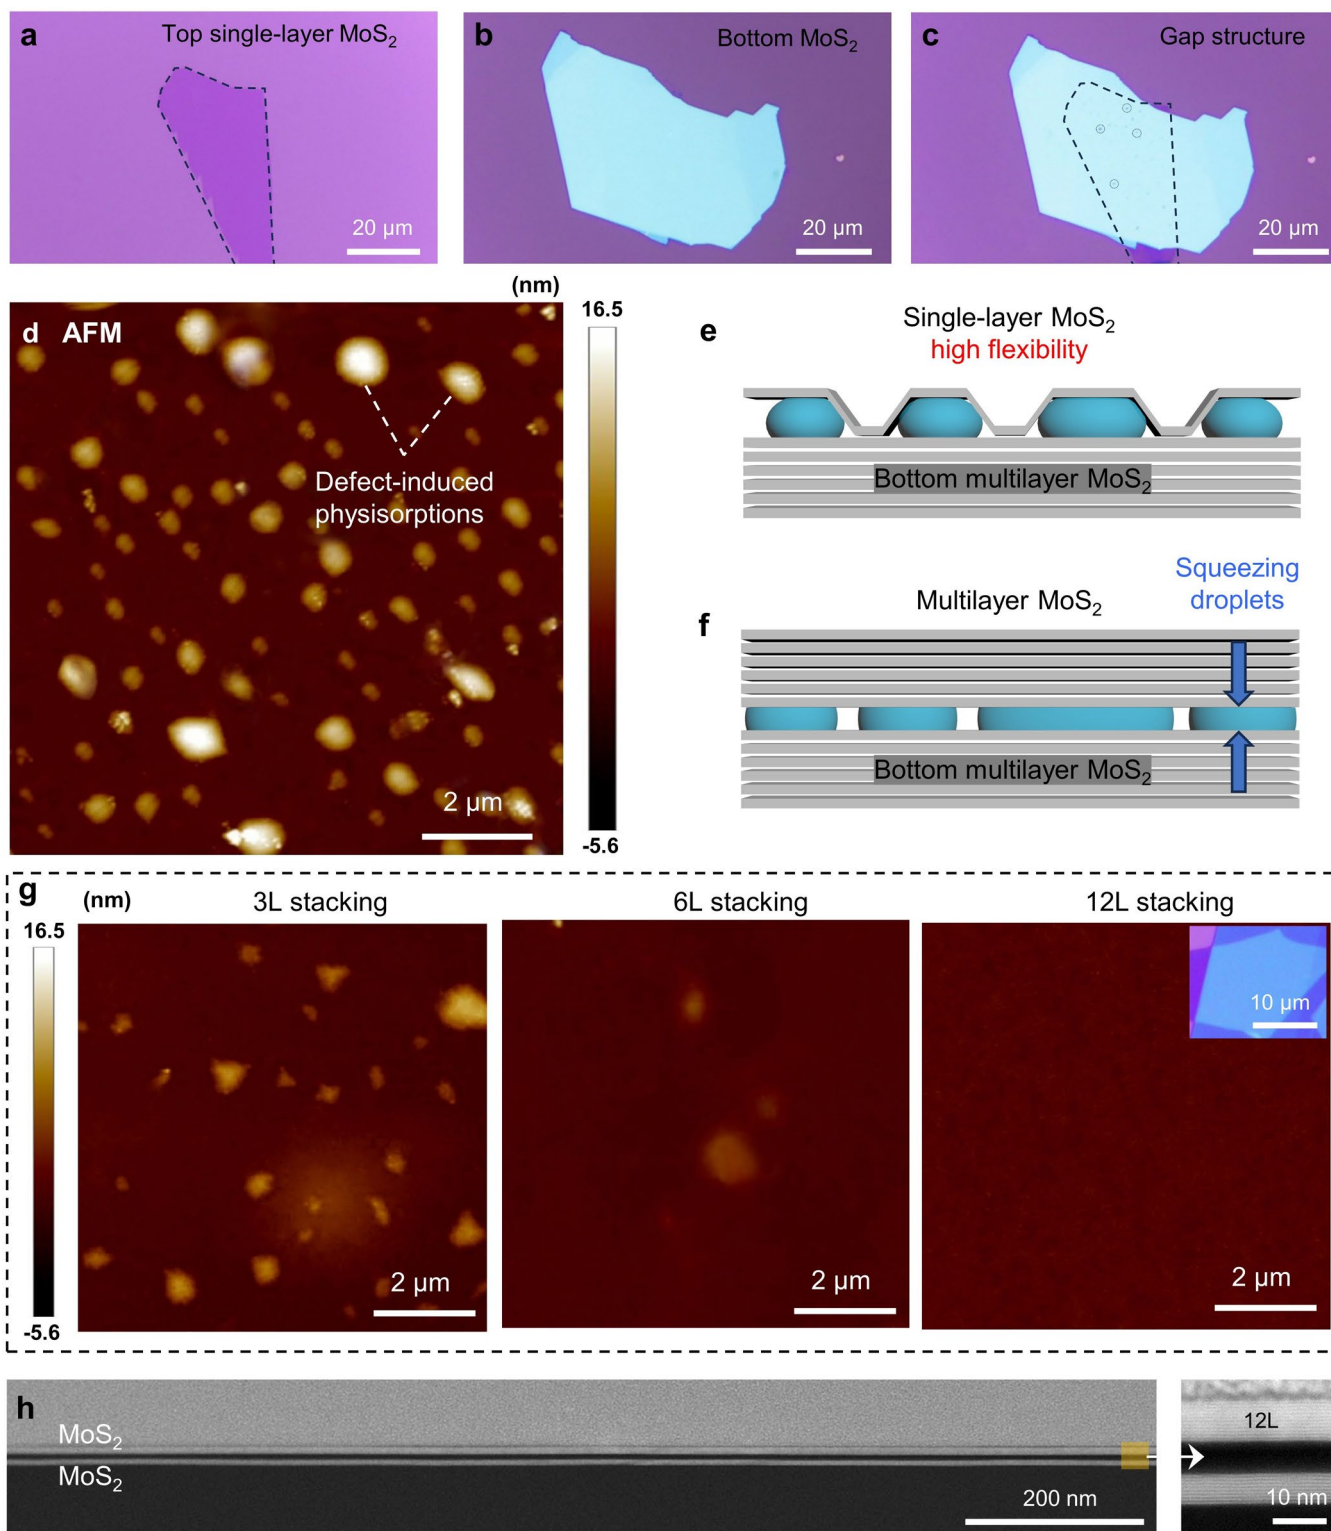 a Top single-layer MoS₂
20 μm
b Bottom MoS₂
20 μm
c Gap structure
20 μm
(nm)
16.5
-5.6
d AFM
Defect-induced
physisorptions
2 μm
e Single-layer MoS₂
high flexibility
Bottom multilayer MoS₂
Squeezing
droplets
f Multilayer MoS₂
Bottom multilayer MoS₂
g (nm)
16.5
-5.6
3L stacking
2 μm
6L stacking
2 μm
12L stacking
10 μm
2 μm
h
MoS₂
MoS₂
200 nm
12L
10 nm